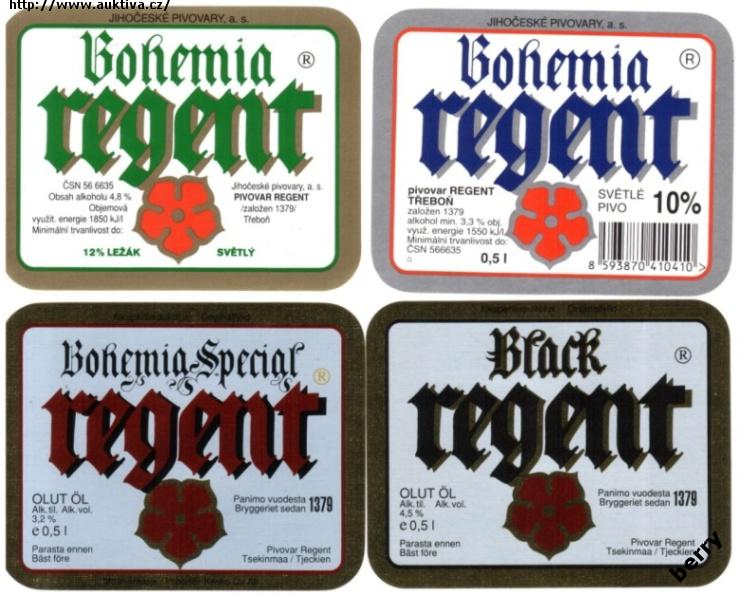 http://www.auktiva.cz/
JIHOČESKÉ PIVOVARY, a. s.
Bohemia ®
regent
ČSN 56 6635
Obsah alkoholu 4,8 %
Objemová
využit. energie 1850 kJ/l
Minimální trvanlivost do:
Jihočeské pivovary, a. s.
PIVOVAR REGENT
/založen 1379/
Třeboň
12% LEŽÁK SVĚTLÝ
JIHOČESKÉ PIVOVARY, a. s.
Bohemia ®
regent
pivovar REGENT
TŘEBOŇ
založen 1379
alkohol min. 3,3 % obj.
využ. energie 1550 kJ/l
Minimální trvanlivost do:
ČSN 566635
0,5 l
SVĚTLÉ
PIVO 10%
8 593870 410410 >
Bohemia-Special ®
regent
OLUT ÖL
Alk. til. Alk. vol.
3,2 %
e 0,5 l
Parasta ennen
Bäst före
Panimo vuodesta
Bryggeriet sedan 1379
Pivovar Regent
Tsekinmaa / Tjeckien
Black ®
regent
OLUT ÖL
Alk. til. Alk. vol.
4,5 %
e 0,5 l
Parasta ennen
Bäst före
Panimo vuodesta
Bryggeriet sedan 1379
Pivovar Regent
Tsekinmaa / Tjeckien
berry